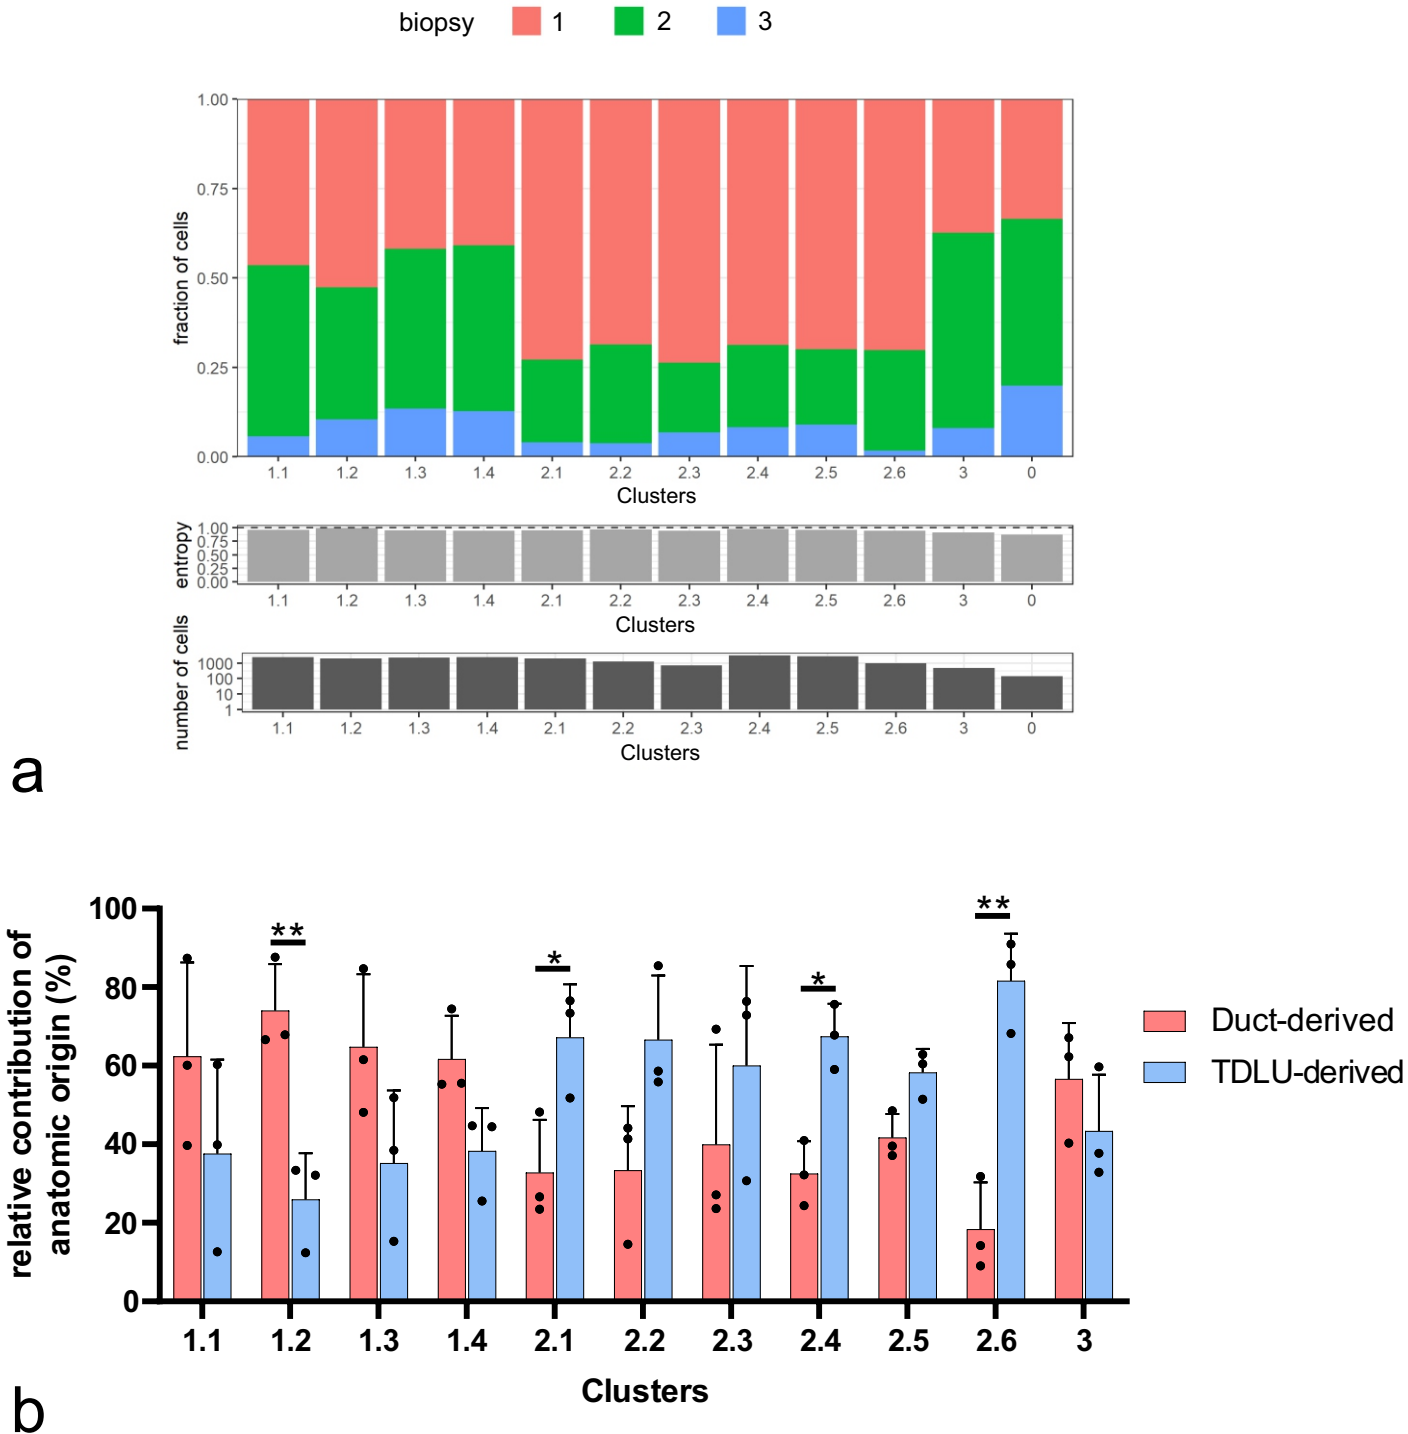 biopsy 1 2 3
1.00
0.75
0.50
0.25
0.00
fraction of cells
1.1 1.2 1.3 1.4 2.1 2.2 2.3 2.4 2.5 2.6 3 0
Clusters
1.00
0.75
0.50
0.25
0.00
entropy
1.1 1.2 1.3 1.4 2.1 2.2 2.3 2.4 2.5 2.6 3 0
Clusters
1000
100
10
1
number of cells
1.1 1.2 1.3 1.4 2.1 2.2 2.3 2.4 2.5 2.6 3 0
Clusters
a
100
80
60
40
20
0
relative contribution of
anatomic origin (%)
** * * **
Duct-derived
TDLU-derived
1.1 1.2 1.3 1.4 2.1 2.2 2.3 2.4 2.5 2.6 3
Clusters
b